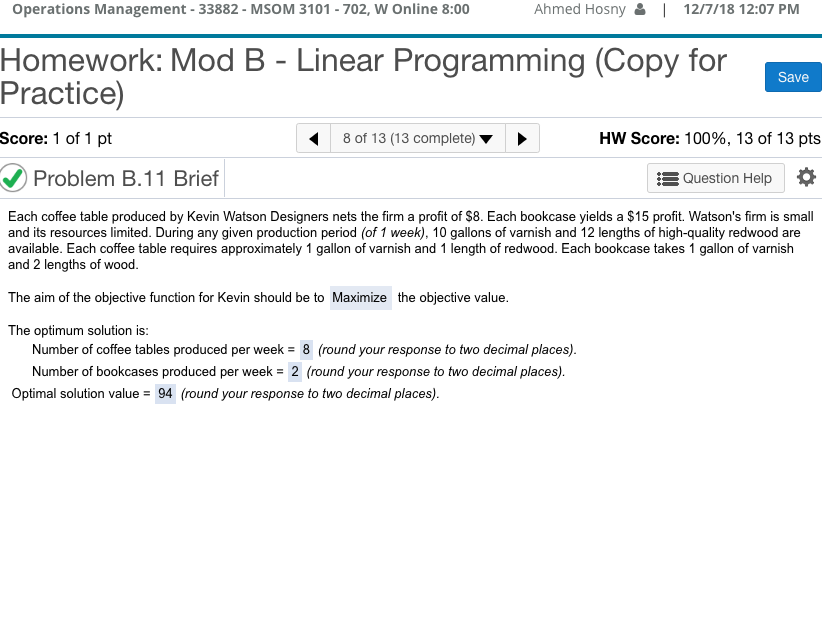 Operations Management - 33882 - MSOM 3101 - 702, W Online 8:00 Ahmed Hosny | 12/7/18 12:07 PM
Homework: Mod B - Linear Programming (Copy for
Practice)
Save
Score: 1 of 1 pt 8 of 13 (13 complete) HW Score: 100%, 13 of 13 pts
Problem B.11 Brief Question Help
Each coffee table produced by Kevin Watson Designers nets the firm a profit of $8. Each bookcase yields a $15 profit. Watson's firm is small
and its resources limited. During any given production period (of 1 week), 10 gallons of varnish and 12 lengths of high-quality redwood are
available. Each coffee table requires approximately 1 gallon of varnish and 1 length of redwood. Each bookcase takes 1 gallon of varnish
and 2 lengths of wood.
The aim of the objective function for Kevin should be to Maximize the objective value.
The optimum solution is:
Number of coffee tables produced per week = 8 (round your response to two decimal places).
Number of bookcases produced per week = 2 (round your response to two decimal places).
Optimal solution value = 94 (round your response to two decimal places).